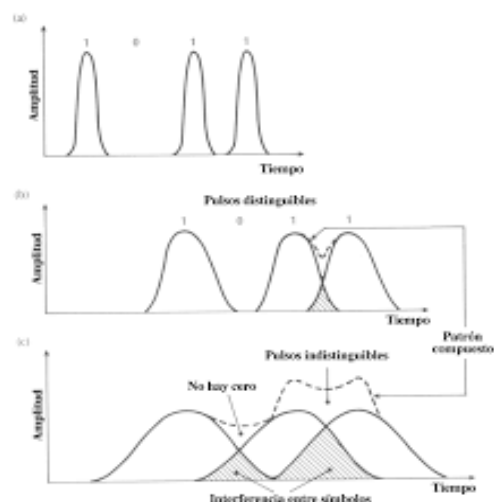 (a)
1 0 1 1
Amplitud
Tiempo
(b)
Pulsos distinguibles
1 0 1 1
Amplitud
Tiempo
Patrón
compuesto
(c)
Pulsos indistinguibles
No hay cero
Amplitud
Tiempo
Interferencia entre símbolos